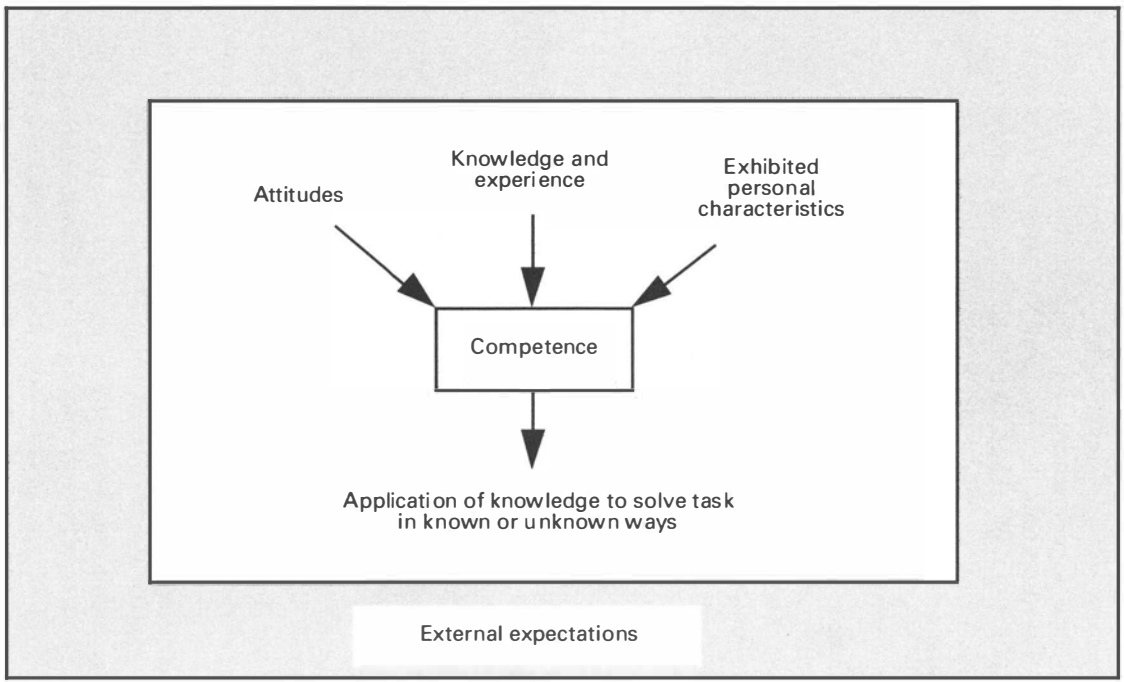 Attitudes
Knowledge and
experience
Exhibited
personal
characteristics
Competence
Application of knowledge to solve task
in known or unknown ways
External expectations